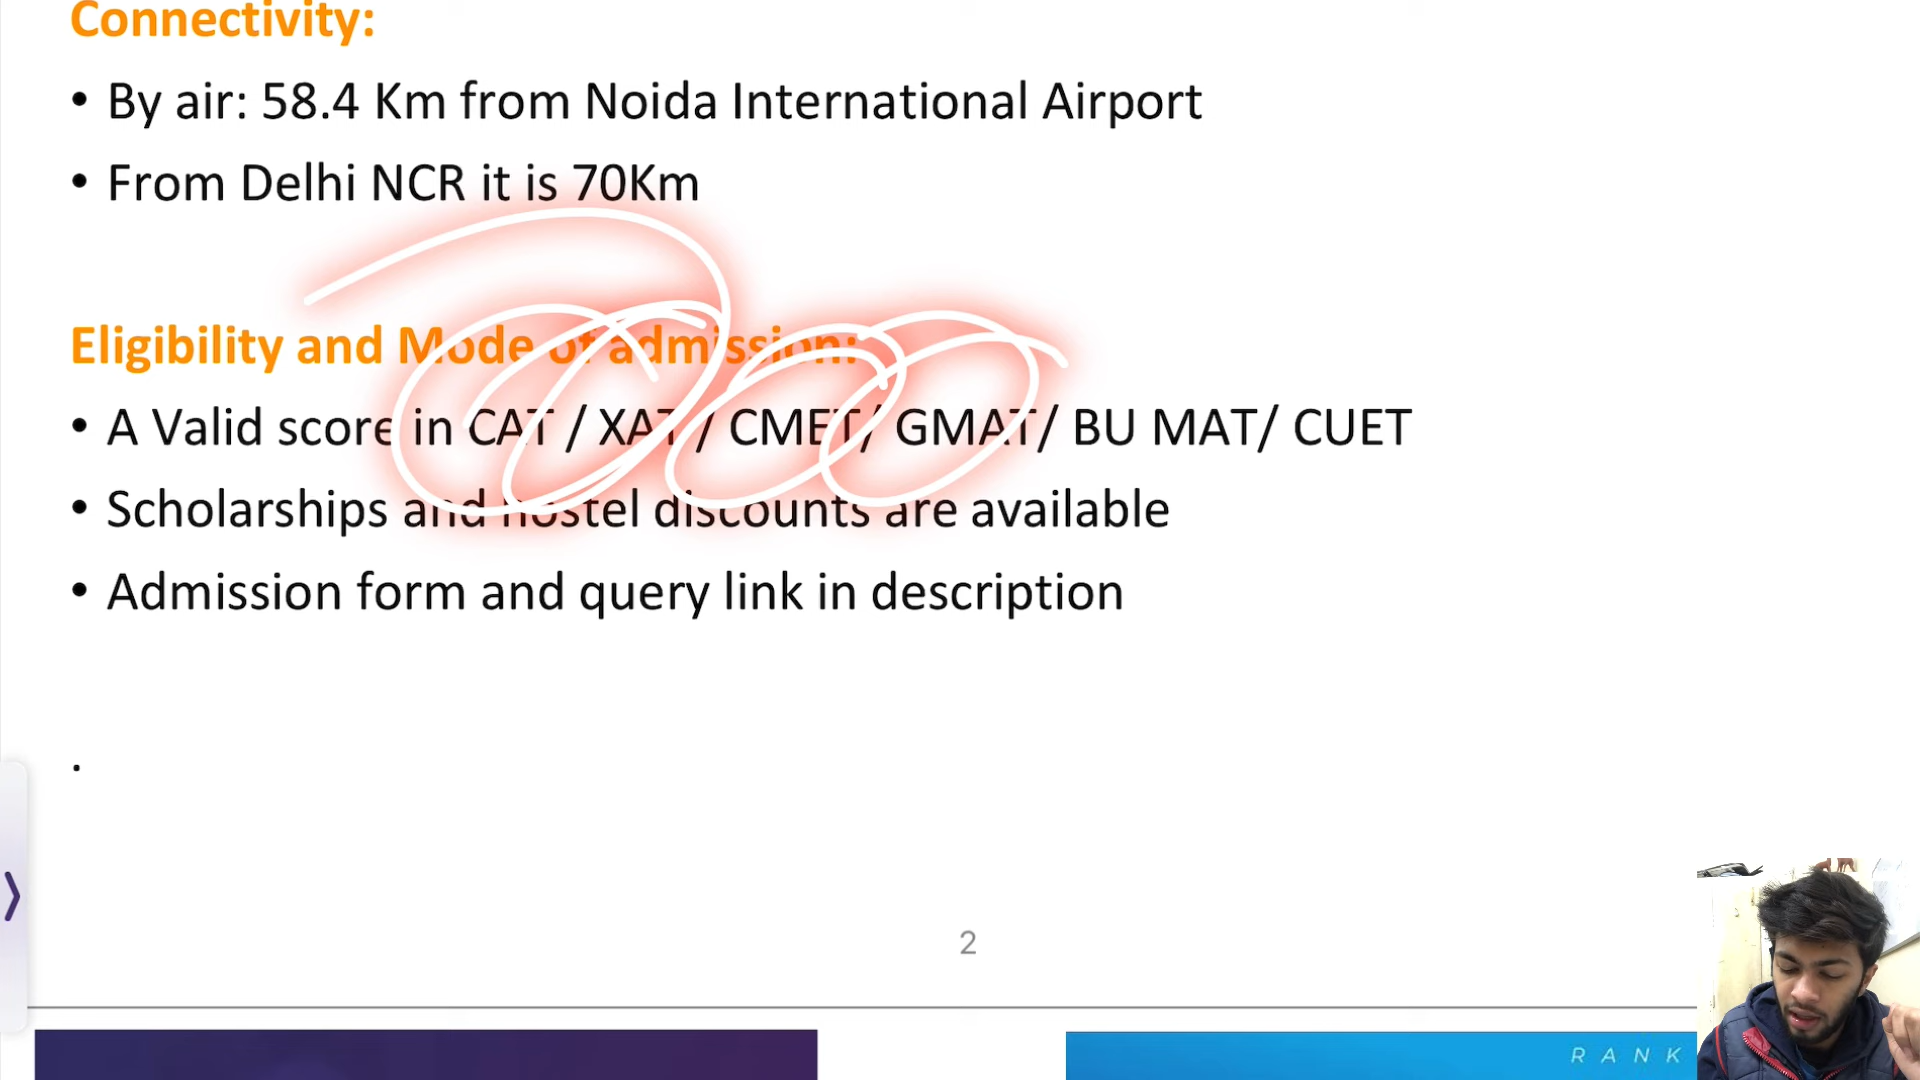 Connectivity:
• By air: 58.4 Km from Noida International Airport
• From Delhi NCR it is 70Km
Eligibility and Mode of admission:
• A Valid score in CAT / XAT / CMET/ GMAT/ BU MAT/ CUET
• Scholarships and hostel discounts are available
• Admission form and query link in description
.
2
RANK